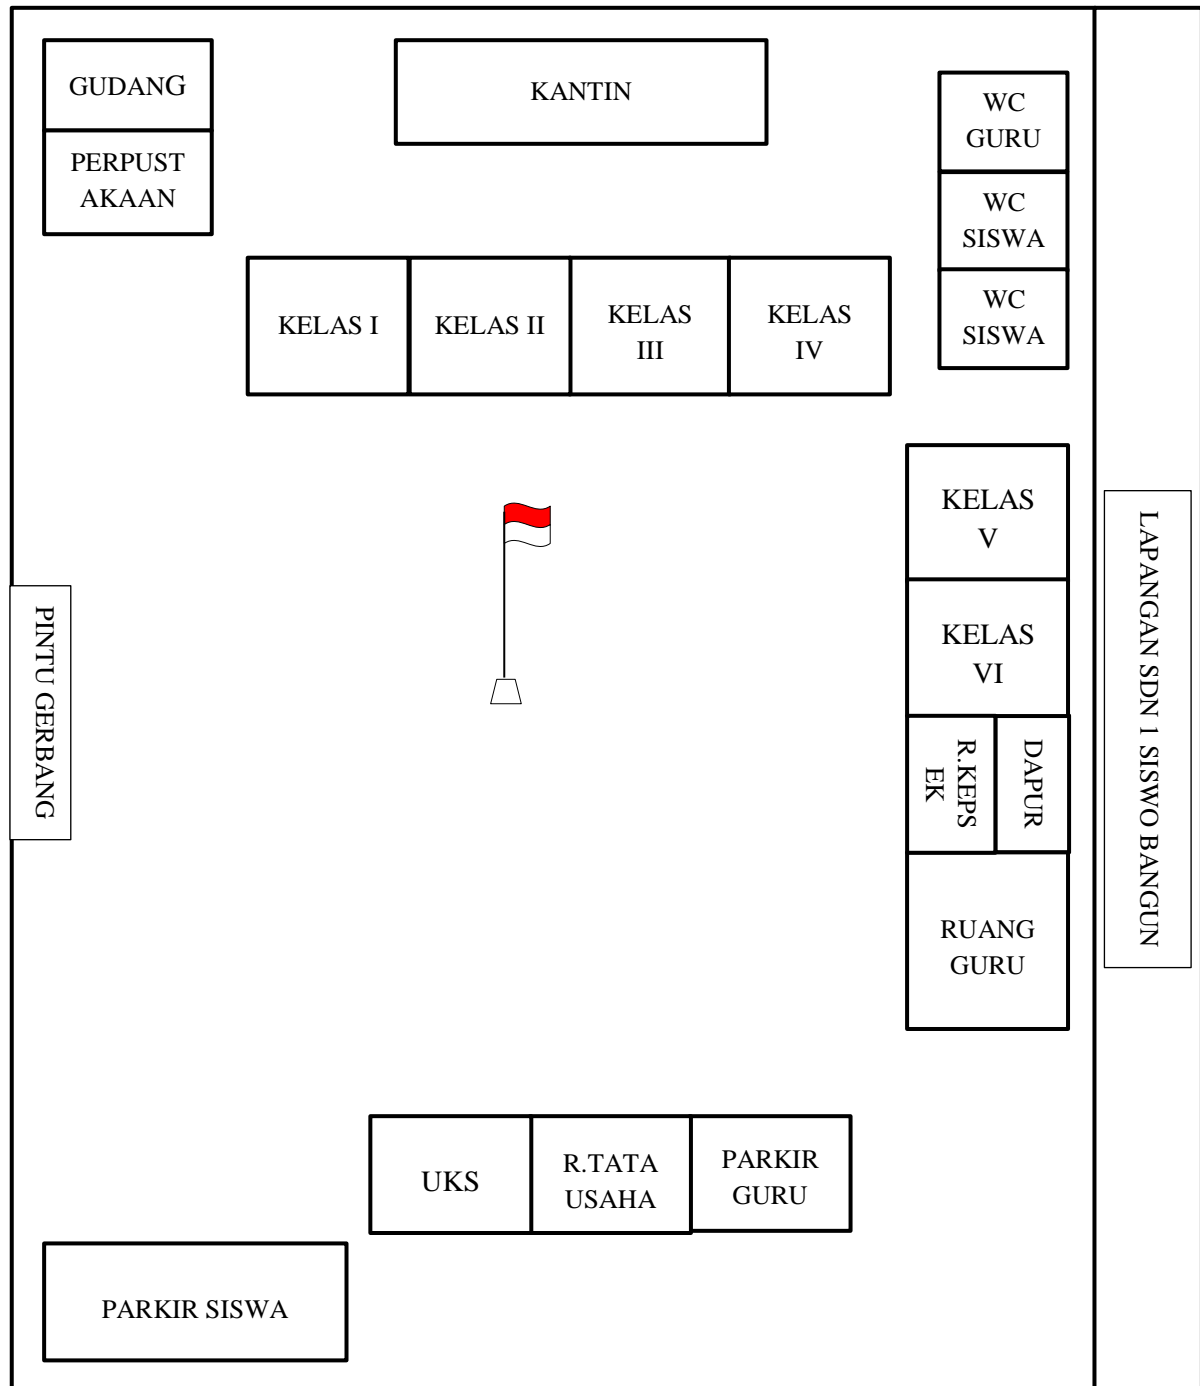 GUDANG
PERPUST
AKAAN
KANTIN
WC
GURU
WC
SISWA
WC
SISWA
KELAS I
KELAS II
KELAS
III
KELAS
IV
KELAS
V
KELAS
VI
R.KEPS
EK
DAPUR
RUANG
GURU
PINTU GERBANG
LAPANGAN SDN 1 SISWO BANGUN
UKS
R.TATA
USAHA
PARKIR
GURU
PARKIR SISWA